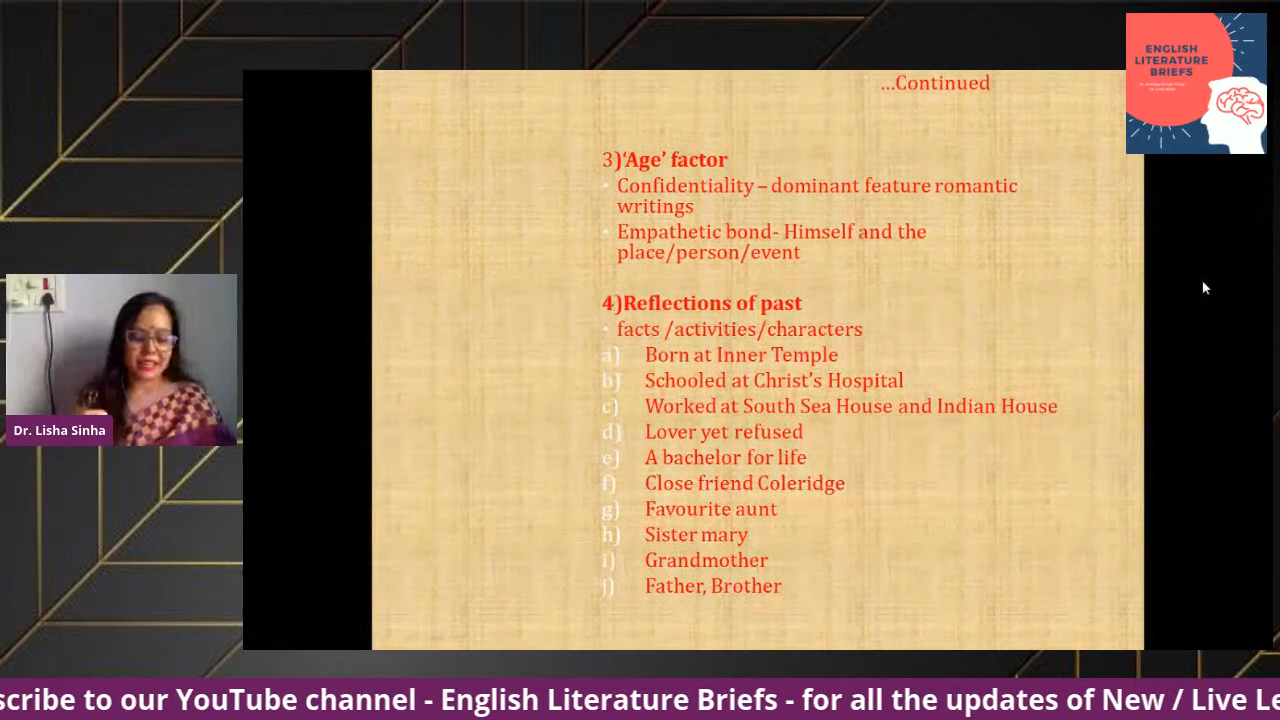 ...Continued
ENGLISH
LITERATURE
BRIEFS
3)‘Age’ factor
Confidentiality – dominant feature romantic
writings
Empathetic bond- Himself and the
place/person/event
4)Reflections of past
facts /activities/characters
a) Born at Inner Temple
b) Schooled at Christ’s Hospital
c) Worked at South Sea House and Indian House
d) Lover yet refused
e) A bachelor for life
f) Close friend Coleridge
g) Favourite aunt
h) Sister mary
i) Grandmother
j) Father, Brother
Dr. Lisha Sinha
scribe to our YouTube channel - English Literature Briefs - for all the updates of New / Live Le